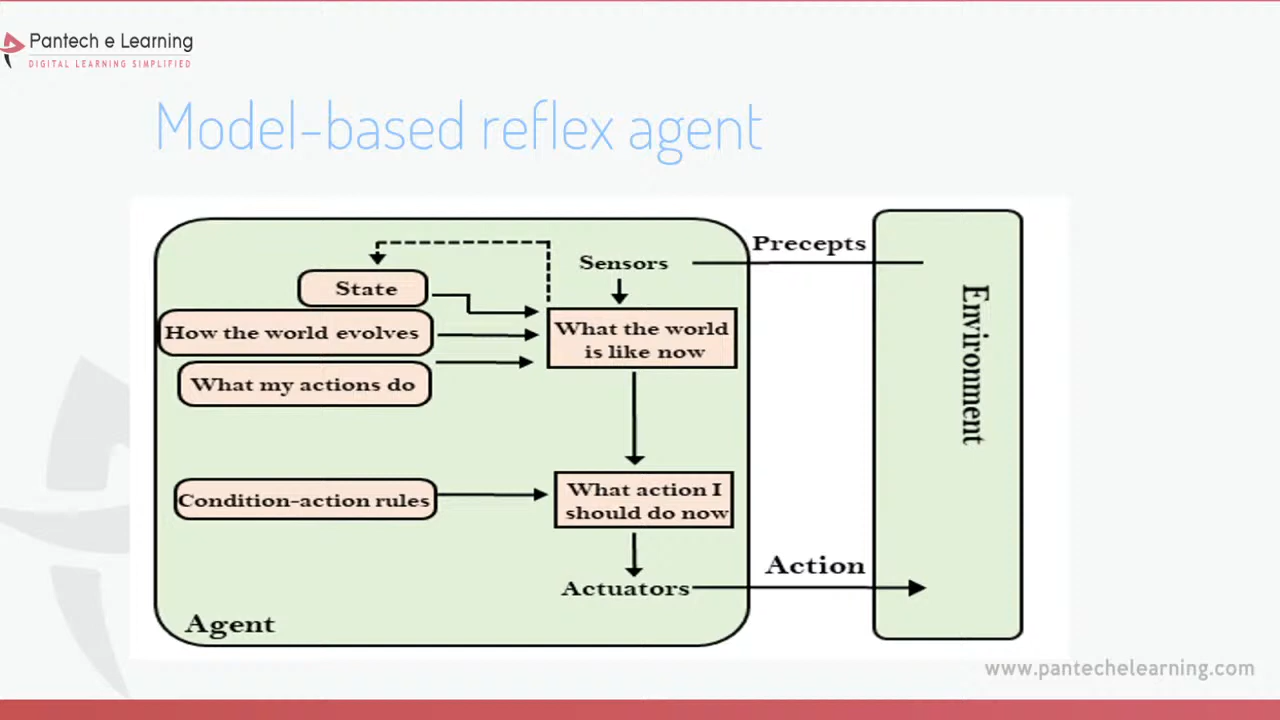 Pantech e Learning
DIGITAL LEARNING SIMPLIFIED
Model-based reflex agent
Precepts
Sensors
State
How the world evolves
What my actions do
What the world
is like now
Environment
Condition-action rules
What action I
should do now
Action
Actuators
Agent
www.pantechelearning.com